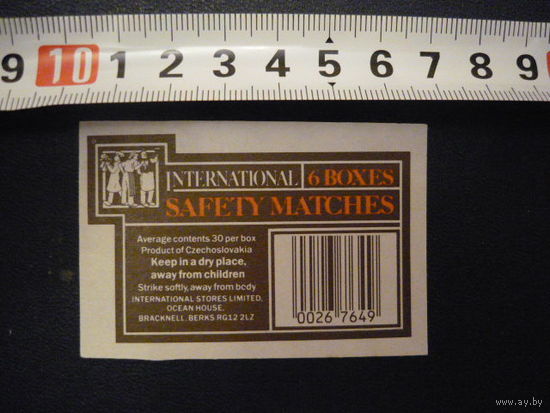 9 10 1 2 3 4 5 6 7 8 9
INTERNATIONAL 6 BOXES
SAFETY MATCHES
Average contents 30 per box
Product of Czechoslovakia
Keep in a dry place,
away from children
Strike softly, away from body
INTERNATIONAL STORES LIMITED,
OCEAN HOUSE,
BRACKNELL, BERKS RG12 2LZ
0026 7649
www.ay.by